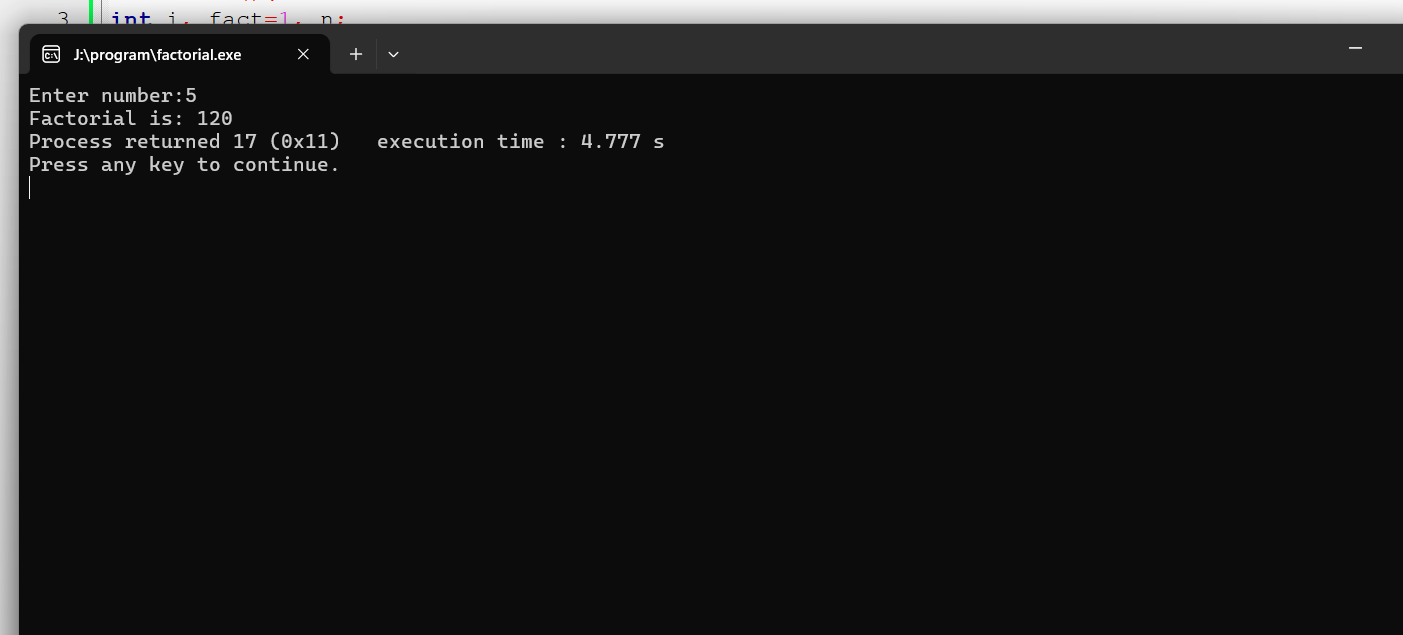 3 int i, fact=1, n;
J:\program\factorial.exe
Enter number:5
Factorial is: 120
Process returned 17 (0x11)   execution time : 4.777 s
Press any key to continue.